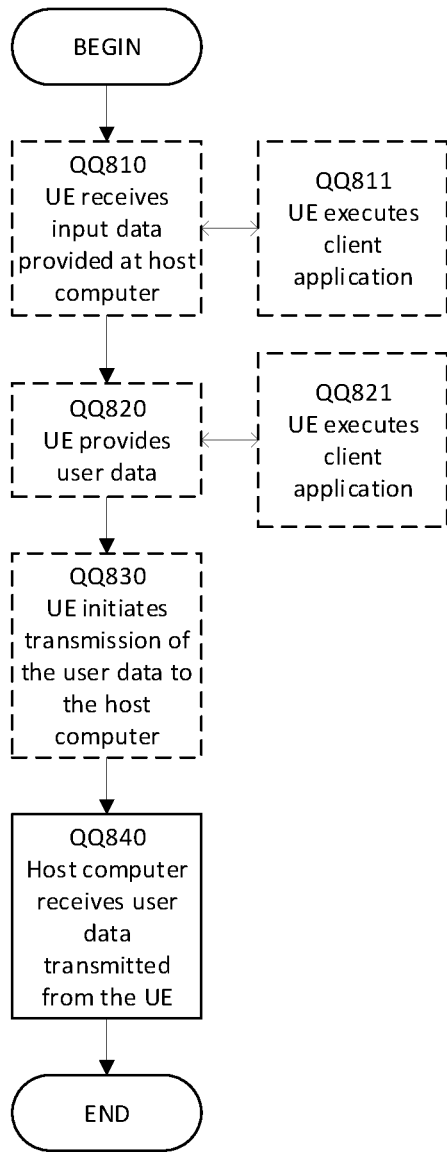 BEGIN
QQ810
UE receives
input data
provided at host
computer
QQ811
UE executes
client
application
QQ820
UE provides
user data
QQ821
UE executes
client
application
QQ830
UE initiates
transmission of
the user data to
the host
computer
QQ840
Host computer
receives user
data
transmitted
from the UE
END